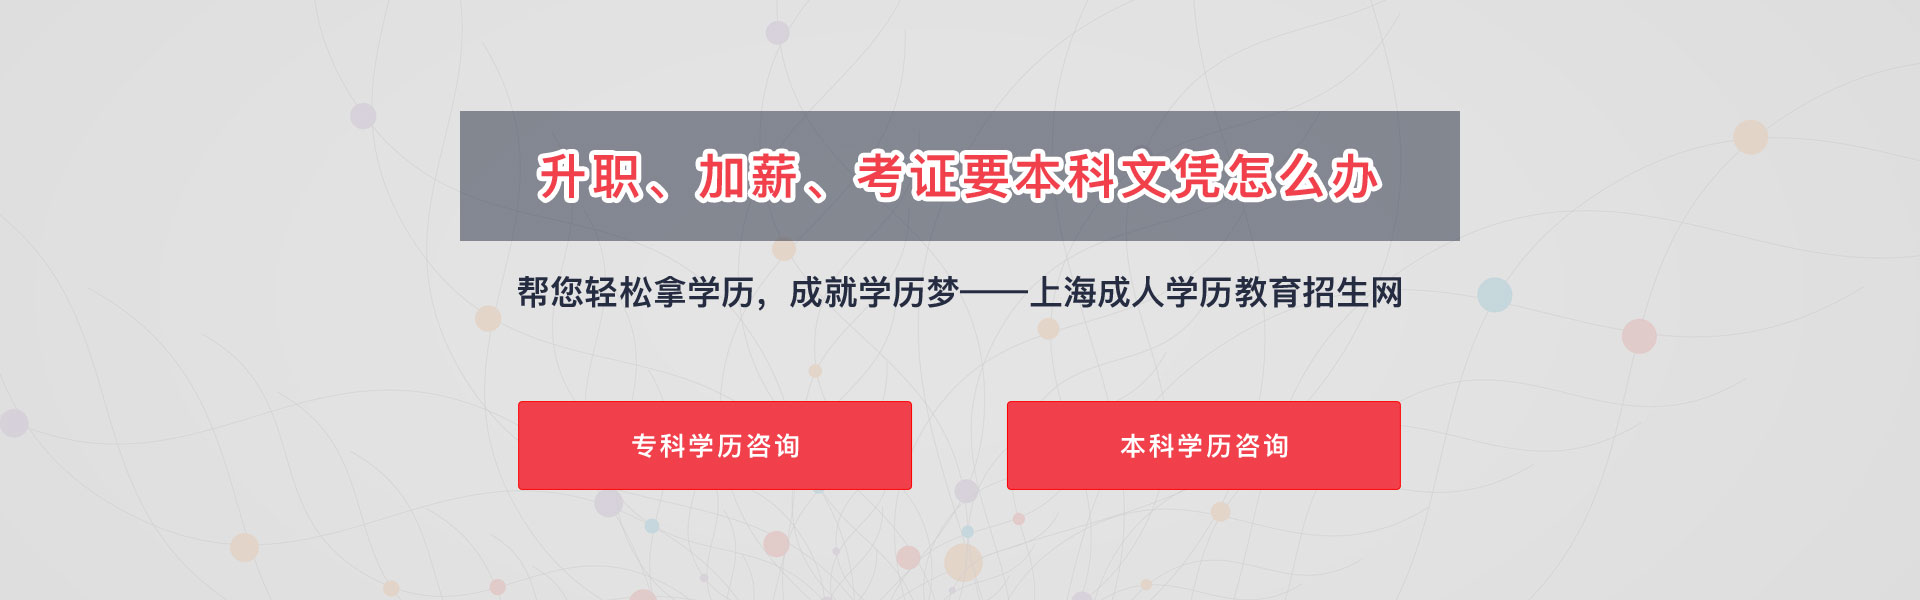 升职、加薪、考证要本科文凭怎么办
帮您轻松拿学历，成就学历梦——上海成人学历教育招生网
专科学历咨询
本科学历咨询